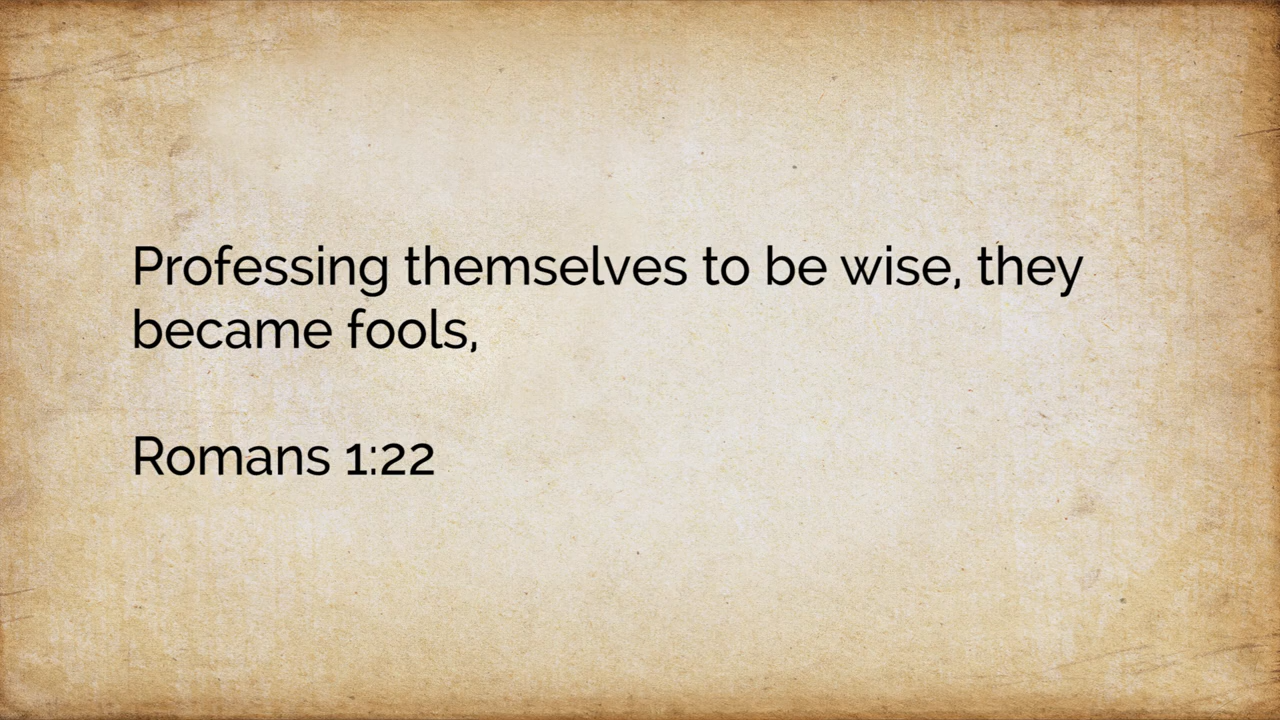 Professing themselves to be wise, they
became fools,
Romans 1:22